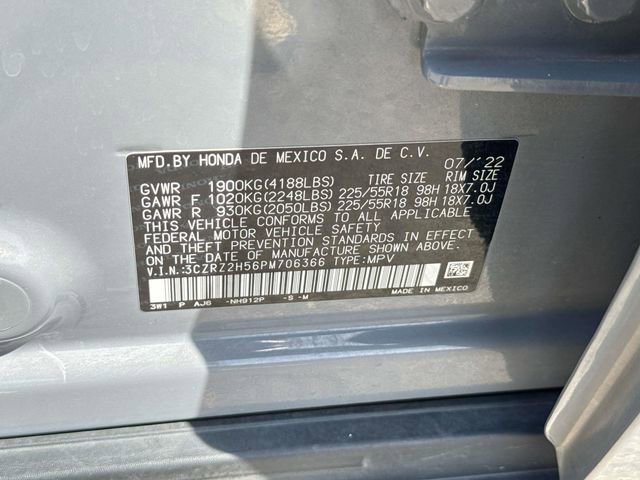 MFD.BY HONDA DE MEXICO S.A. DE C.V. 07/'22
GVWR 1900KG(4188LBS) TIRE SIZE RIM SIZE
GAWR F 1020KG(2248LBS) 225/55R18 98H 18X7.0J
GAWR R 930KG(2050LBS) 225/55R18 98H 18X7.0J
THIS VEHICLE CONFORMS TO ALL APPLICABLE
FEDERAL MOTOR VEHICLE SAFETY
AND THEFT PREVENTION STANDARDS IN EFFECT
ON THE DATE OF MANUFACTURE SHOWN ABOVE.
V.I.N.:3CZRZ2H56PM706366 TYPE:MPV
MADE IN MEXICO
3W1 P AJ6 -NH912P -S -M